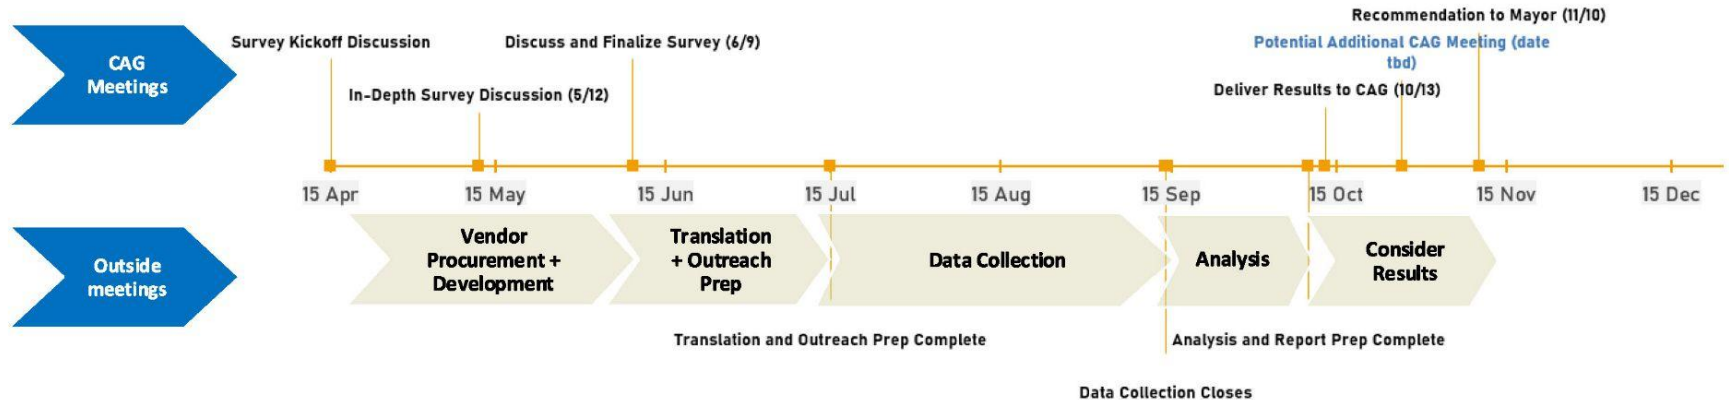 Recommendation to Mayor (11/10)
CAG
Meetings
Survey Kickoff Discussion
Discuss and Finalize Survey (6/9)
Potential Additional CAG Meeting (date
tbd)
In-Depth Survey Discussion (5/12)
Deliver Results to CAG (10/13)
15 Apr
15 May
15 Jun
15 Jul
15 Aug
15 Sep
15 Oct
15 Nov
15 Dec
Outside
meetings
Vendor
Procurement +
Development
Translation
+ Outreach
Prep
Data Collection
Analysis
Consider
Results
Translation and Outreach Prep Complete
Analysis and Report Prep Complete
Data Collection Closes